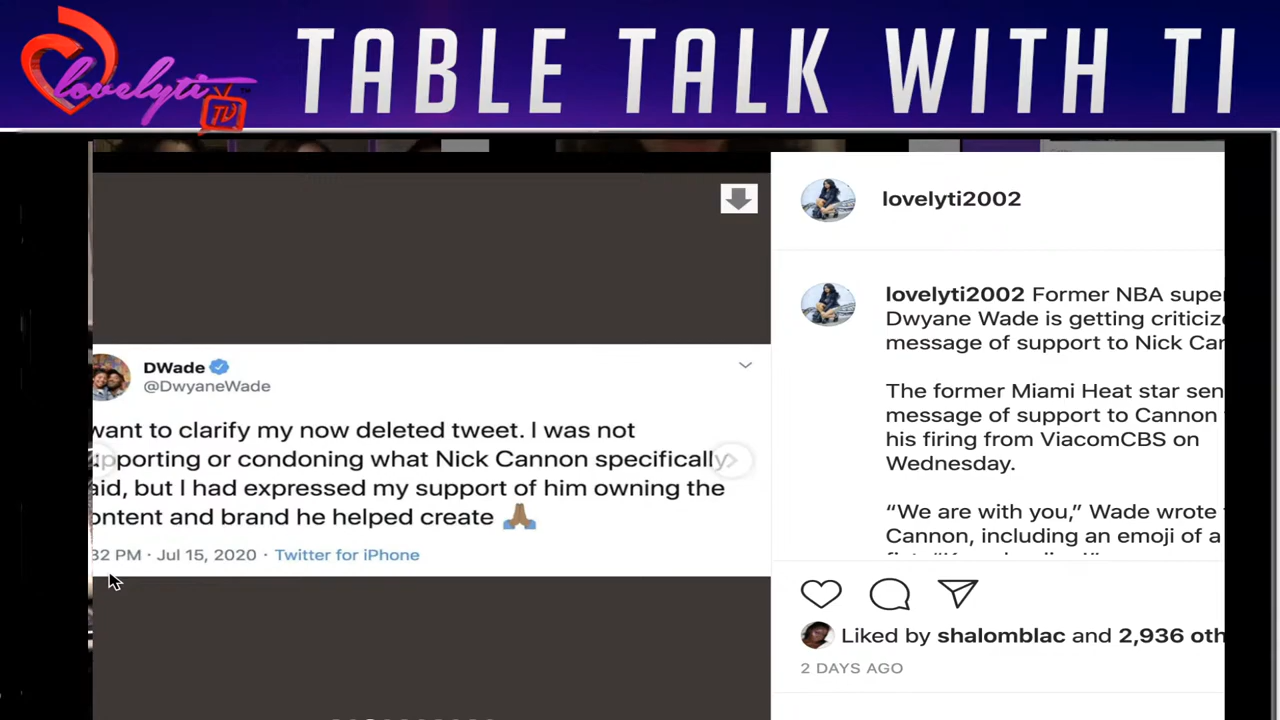 lovelyti
TV
TABLE TALK WITH TI
lovelyti2002
lovelyti2002 Former NBA super
Dwyane Wade is getting criticize
message of support to Nick Can
The former Miami Heat star sen
message of support to Cannon
his firing from ViacomCBS on
Wednesday.
“We are with you,” Wade wrote
Cannon, including an emoji of a
DWade
@DwyaneWade
want to clarify my now deleted tweet. I was not
upporting or condoning what Nick Cannon specifically
aid, but I had expressed my support of him owning the
ontent and brand he helped create
32 PM · Jul 15, 2020 · Twitter for iPhone
Liked by shalomblac and 2,936 oth
2 DAYS AGO